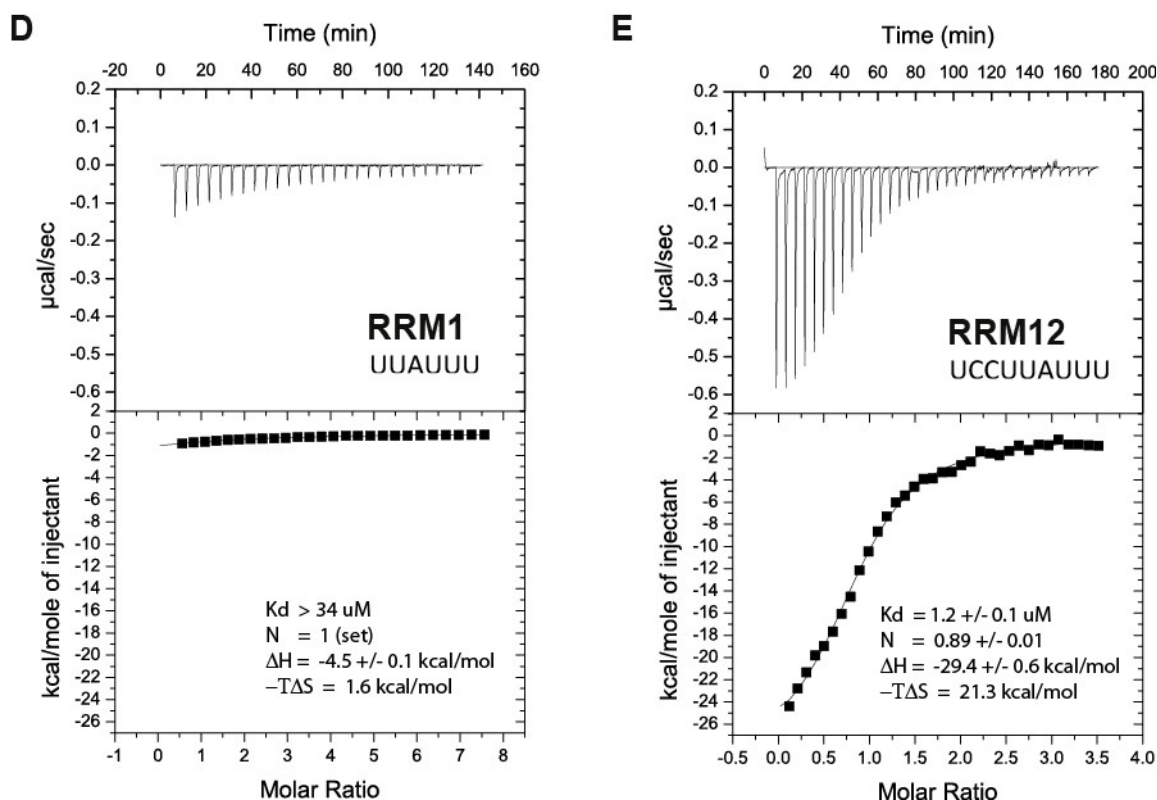 D
Time (min)
-20 0 20 40 60 80 100 120 140 160
0.2
0.1
0.0
-0.1
-0.2
-0.3
-0.4
-0.5
-0.6
µcal/sec
RRM1
UUAUUU
2
0
-2
-4
-6
-8
-10
-12
-14
-16
-18
-20
-22
-24
-26
kcal/mole of injectant
Kd > 34 uM
N = 1 (set)
ΔH = -4.5 +/- 0.1 kcal/mol
–TΔS = 1.6 kcal/mol
-1 0 1 2 3 4 5 6 7 8
Molar Ratio
E
Time (min)
0 20 40 60 80 100 120 140 160 180 200
0.2
0.1
0.0
-0.1
-0.2
-0.3
-0.4
-0.5
-0.6
µcal/sec
RRM12
UCCUUAUUU
2
0
-2
-4
-6
-8
-10
-12
-14
-16
-18
-20
-22
-24
-26
kcal/mole of injectant
Kd = 1.2 +/- 0.1 uM
N = 0.89 +/- 0.01
ΔH = -29.4 +/- 0.6 kcal/mol
–TΔS = 21.3 kcal/mol
-0.5 0.0 0.5 1.0 1.5 2.0 2.5 3.0 3.5 4.0
Molar Ratio